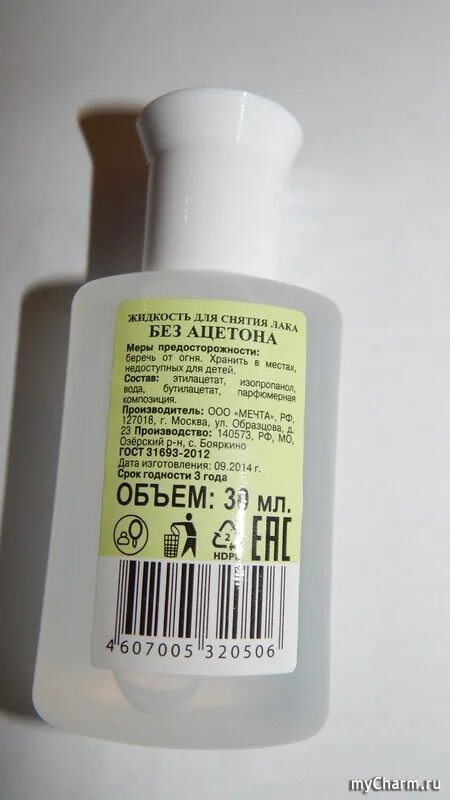 ЖИДКОСТЬ ДЛЯ СНЯТИЯ ЛАКА
БЕЗ АЦЕТОНА
Меры предосторожности:
беречь от огня. Хранить в местах,
недоступных для детей.
Состав: этилацетат, изопропанол,
вода, бутилацетат, парфюмерная
композиция.
Производитель: ООО «МЕЧТА», РФ,
127018, г. Москва, ул. Образцова, д.
23 Производство: 140573, РФ, МО,
Озёрский р-н, с. Бояркино
ГОСТ 31693-2012
Дата изготовления: 09.2014 г.
Срок годности 3 года
ОБЪЕМ: 30 мл.
2
HDPE
EAC
4 607005 320506
myCharm.ru